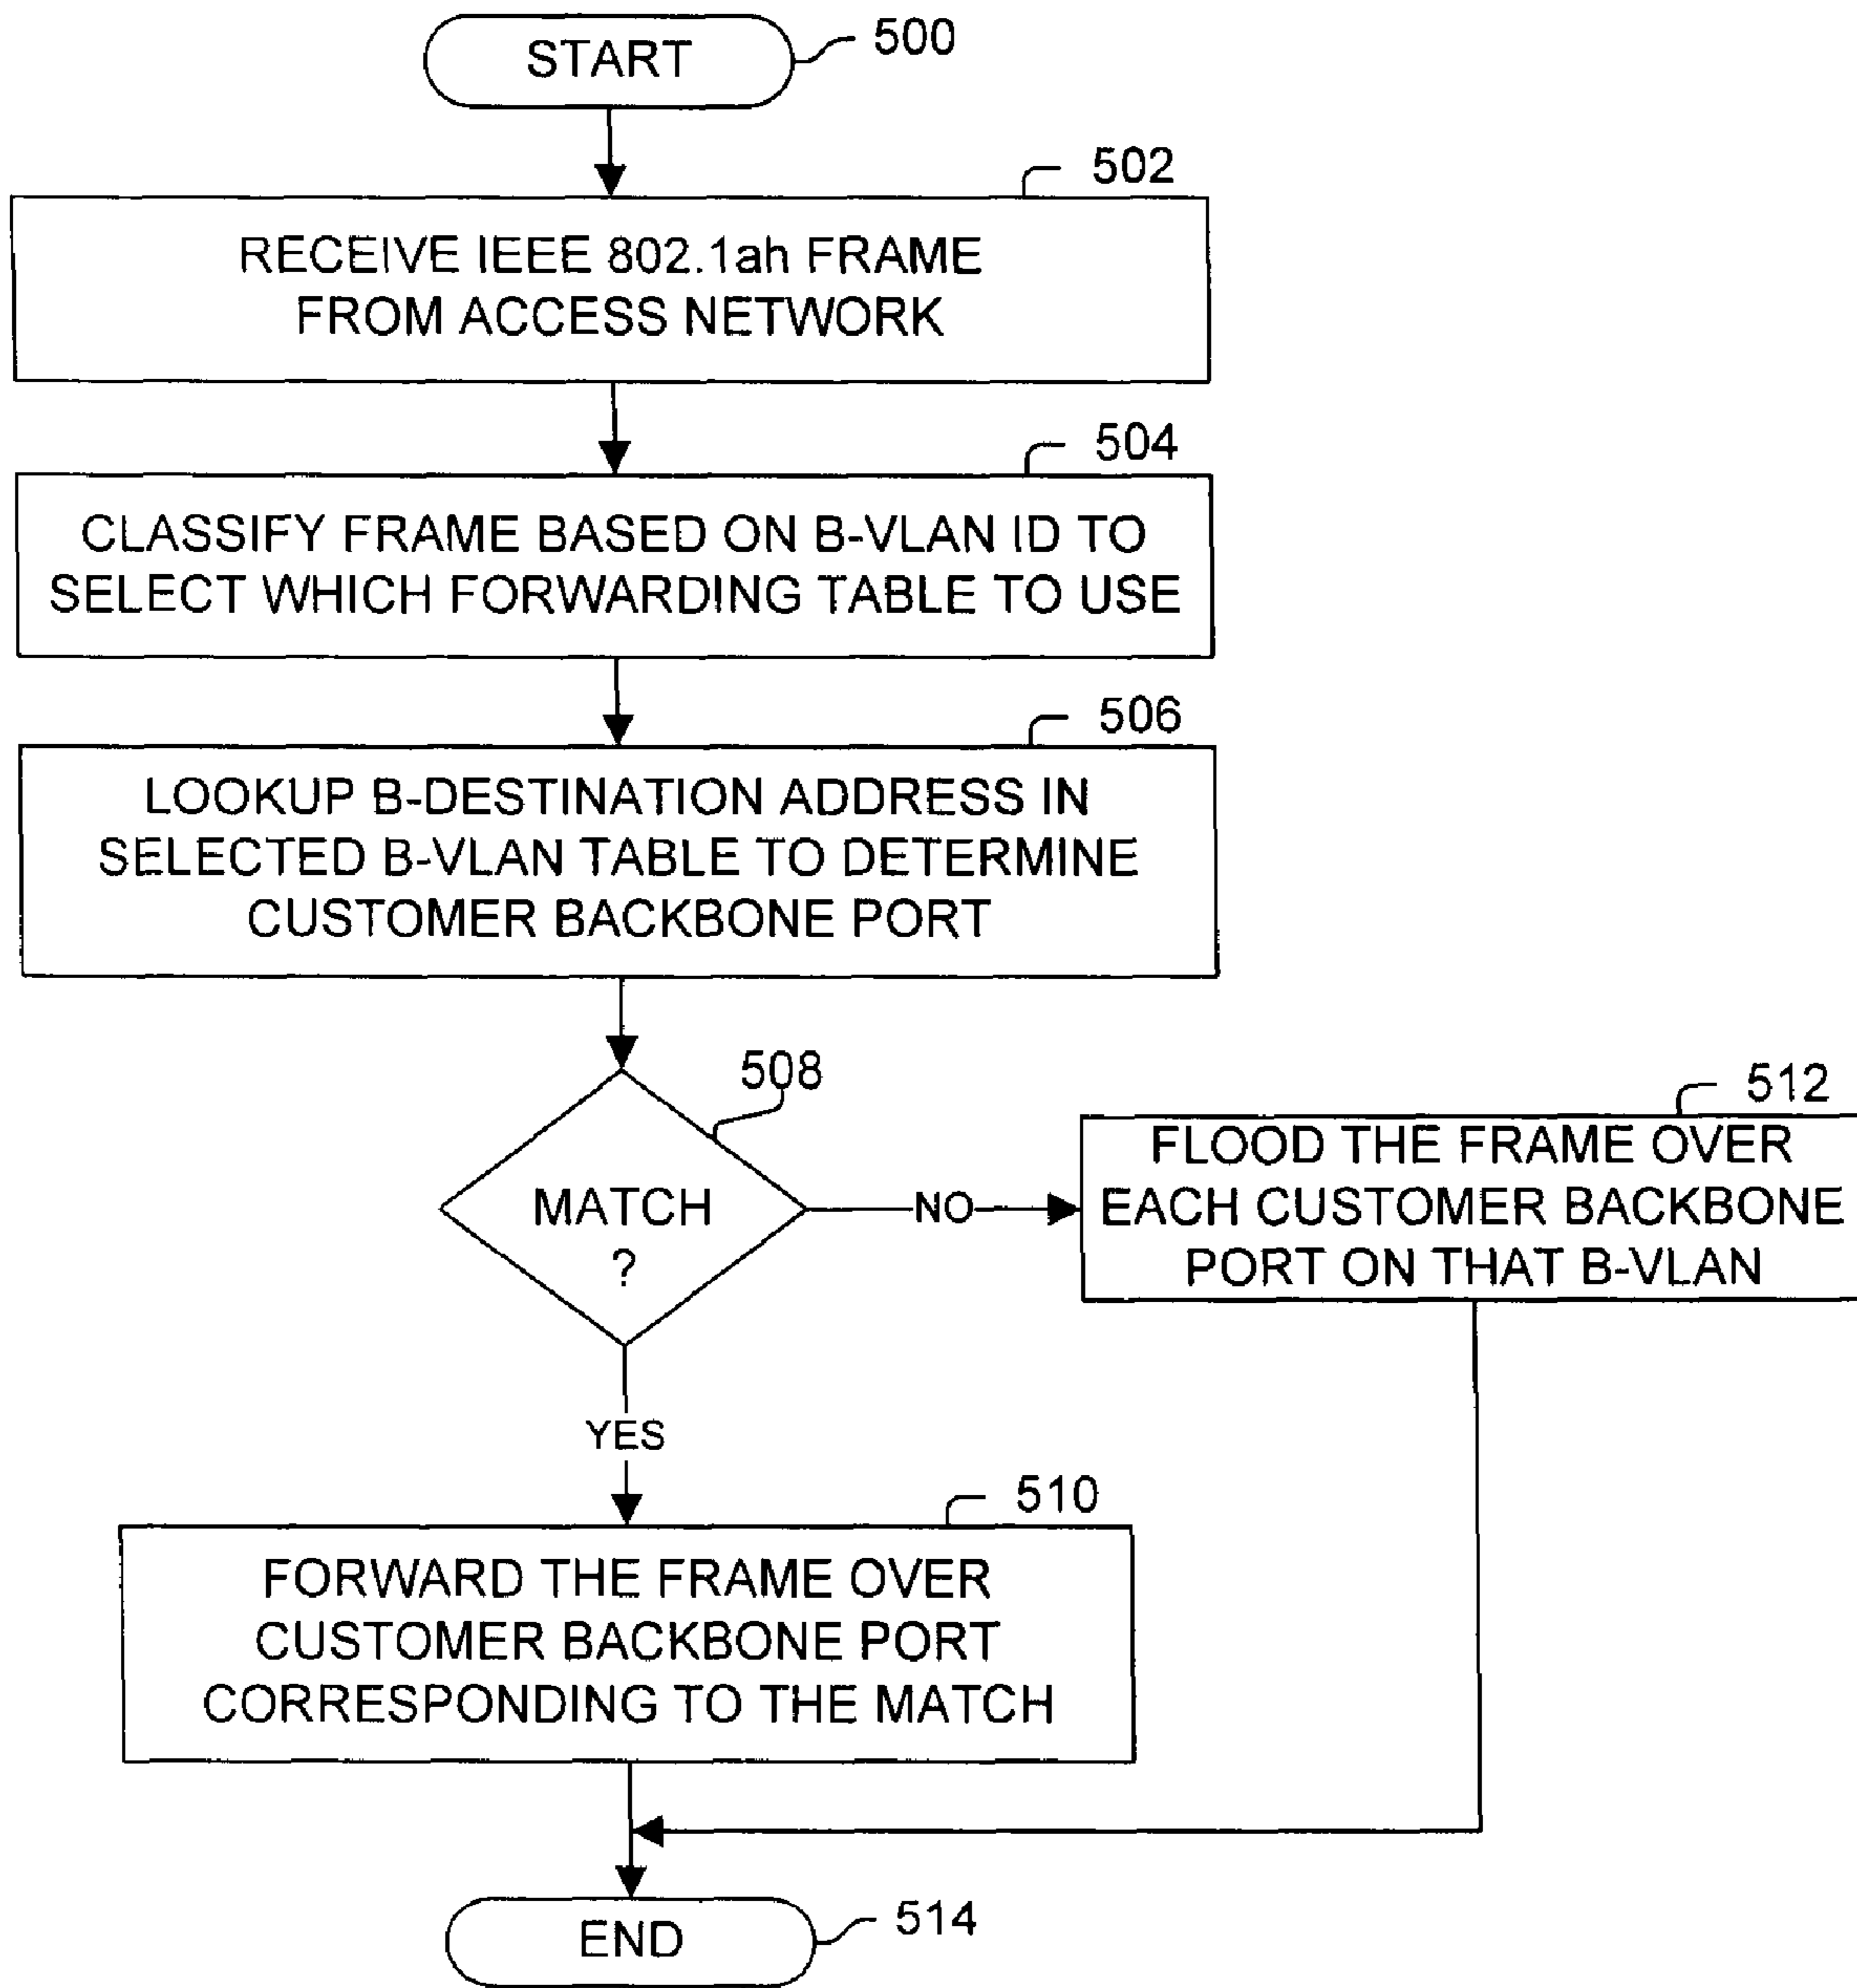 START
500
502
RECEIVE IEEE 802.1ah FRAME
FROM ACCESS NETWORK
504
CLASSIFY FRAME BASED ON B-VLAN ID TO
SELECT WHICH FORWARDING TABLE TO USE
506
LOOKUP B-DESTINATION ADDRESS IN
SELECTED B-VLAN TABLE TO DETERMINE
CUSTOMER BACKBONE PORT
508
MATCH
?
NO
512
FLOOD THE FRAME OVER
EACH CUSTOMER BACKBONE
PORT ON THAT B-VLAN
YES
510
FORWARD THE FRAME OVER
CUSTOMER BACKBONE PORT
CORRESPONDING TO THE MATCH
END
514